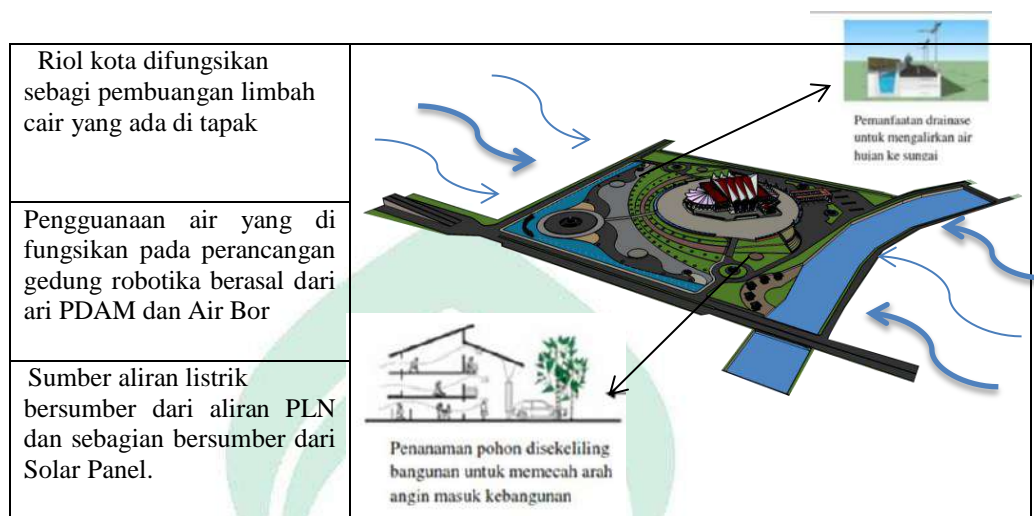 Riol kota difungsikan
sebagi pembuangan limbah
cair yang ada di tapak
Pengguanaan air yang di
fungsikan pada perancangan
gedung robotika berasal dari
ari PDAM dan Air Bor
Sumber aliran listrik
bersumber dari aliran PLN
dan sebagian bersumber dari
Solar Panel.
Pemanfaatan drainase
untuk mengalirkan air
hujan ke sungai
Penanaman pohon disekeliling
bangunan untuk memecah arah
angin masuk kebangunan